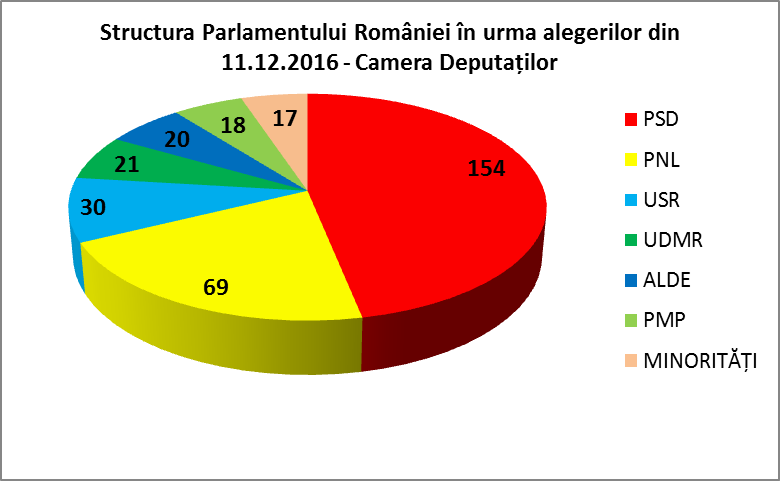 Structura Parlamentului României în urma alegerilor din
11.12.2016 - Camera Deputaților
17
18
20
21
30
154
69
PSD
PNL
USR
UDMR
ALDE
PMP
MINORITĂȚI